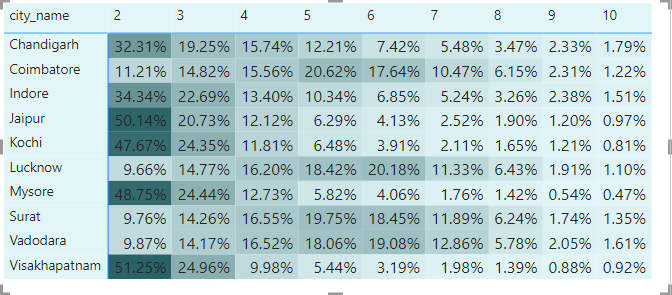 city_name 2 3 4 5 6 7 8 9 10
Chandigarh 32.31% 19.25% 15.74% 12.21% 7.42% 5.48% 3.47% 2.33% 1.79%
Coimbatore 11.21% 14.82% 15.56% 20.62% 17.64% 10.47% 6.15% 2.31% 1.22%
Indore 34.34% 22.69% 13.40% 10.34% 6.85% 5.24% 3.26% 2.38% 1.51%
Jaipur 50.14% 20.73% 12.12% 6.29% 4.13% 2.52% 1.90% 1.20% 0.97%
Kochi 47.67% 24.35% 11.81% 6.48% 3.91% 2.11% 1.65% 1.21% 0.81%
Lucknow 9.66% 14.77% 16.20% 18.42% 20.18% 11.33% 6.43% 1.91% 1.10%
Mysore 48.75% 24.44% 12.73% 5.82% 4.06% 1.76% 1.42% 0.54% 0.47%
Surat 9.76% 14.26% 16.55% 19.75% 18.45% 11.89% 6.24% 1.74% 1.35%
Vadodara 9.87% 14.17% 16.52% 18.06% 19.08% 12.86% 5.78% 2.05% 1.61%
Visakhapatnam 51.25% 24.96% 9.98% 5.44% 3.19% 1.98% 1.39% 0.88% 0.92%